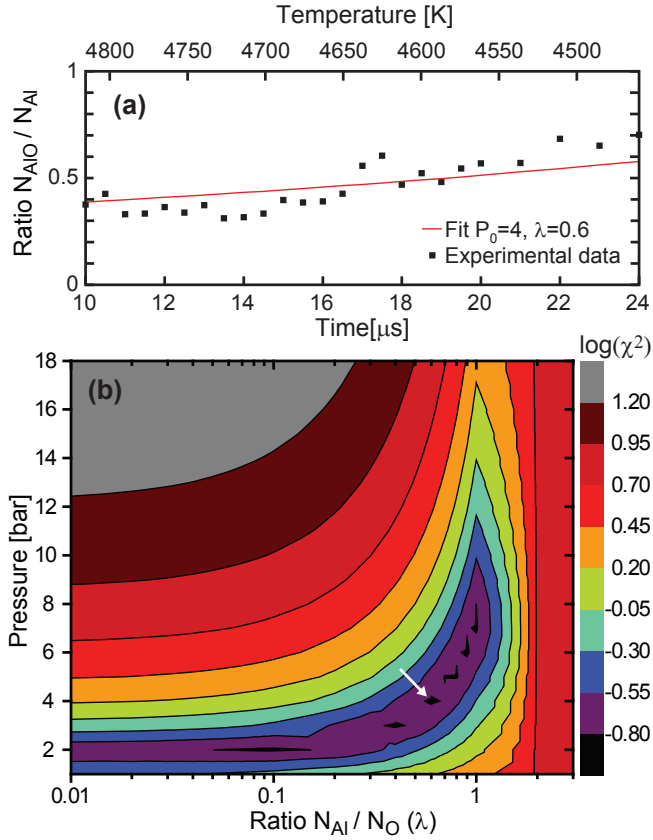 Temperature [K]
4800 4750 4700 4650 4600 4550 4500
(a)
Ratio N_AlO / N_Al
1
0.5
0
Fit P₀=4, λ=0.6
Experimental data
10 12 14 16 18 20 22 24
Time[μs]
log(χ²)
(b)
Pressure [bar]
18
16
14
12
10
8
6
4
2
1.20
0.95
0.70
0.45
0.20
-0.05
-0.30
-0.55
-0.80
0.01 0.1 1
Ratio N_Al / N_O (λ)